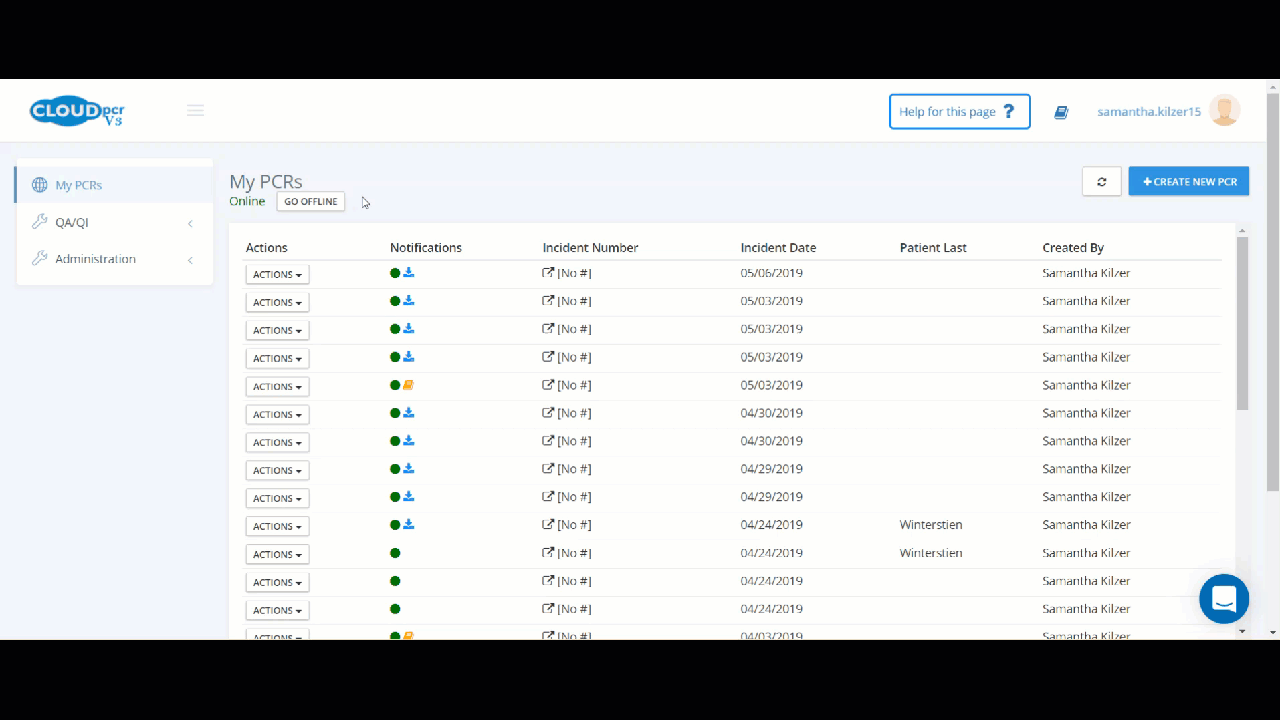 CLOUDpcr V3
Help for this page ?
samantha.kilzer15
My PCRs
QA/QI
Administration
My PCRs
Online GO OFFLINE
+CREATE NEW PCR
Actions Notifications Incident Number Incident Date Patient Last Created By
ACTIONS [No #] 05/06/2019 Samantha Kilzer
ACTIONS [No #] 05/03/2019 Samantha Kilzer
ACTIONS [No #] 05/03/2019 Samantha Kilzer
ACTIONS [No #] 05/03/2019 Samantha Kilzer
ACTIONS [No #] 05/03/2019 Samantha Kilzer
ACTIONS [No #] 04/30/2019 Samantha Kilzer
ACTIONS [No #] 04/30/2019 Samantha Kilzer
ACTIONS [No #] 04/29/2019 Samantha Kilzer
ACTIONS [No #] 04/29/2019 Samantha Kilzer
ACTIONS [No #] 04/24/2019 Winterstien Samantha Kilzer
ACTIONS [No #] 04/24/2019 Winterstien Samantha Kilzer
ACTIONS [No #] 04/24/2019 Samantha Kilzer
ACTIONS [No #] 04/24/2019 Samantha Kilzer
ACTIONS [No #] 04/03/2019 Samantha Kilzer